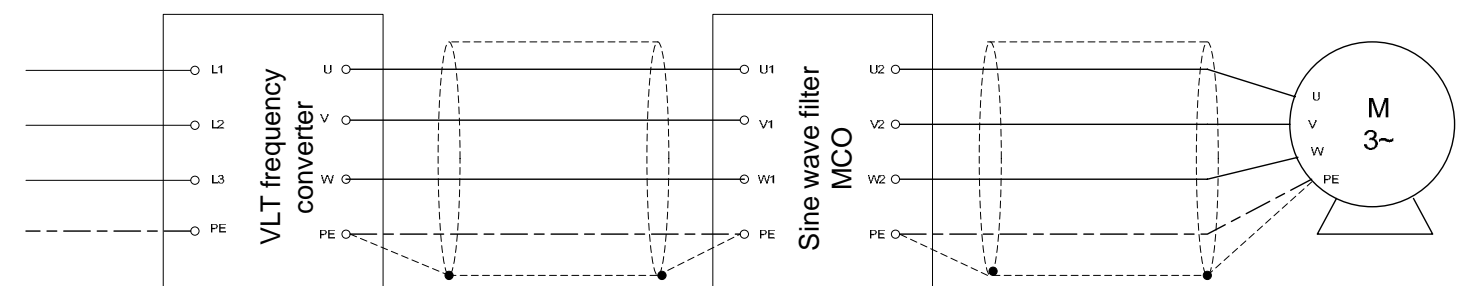 L1
L2
L3
PE
VLT frequency
converter
U
V
W
PE
U1
V1
W1
PE
Sine wave filter
MCO
U2
V2
W2
PE
U
V
W
PE
M
3~